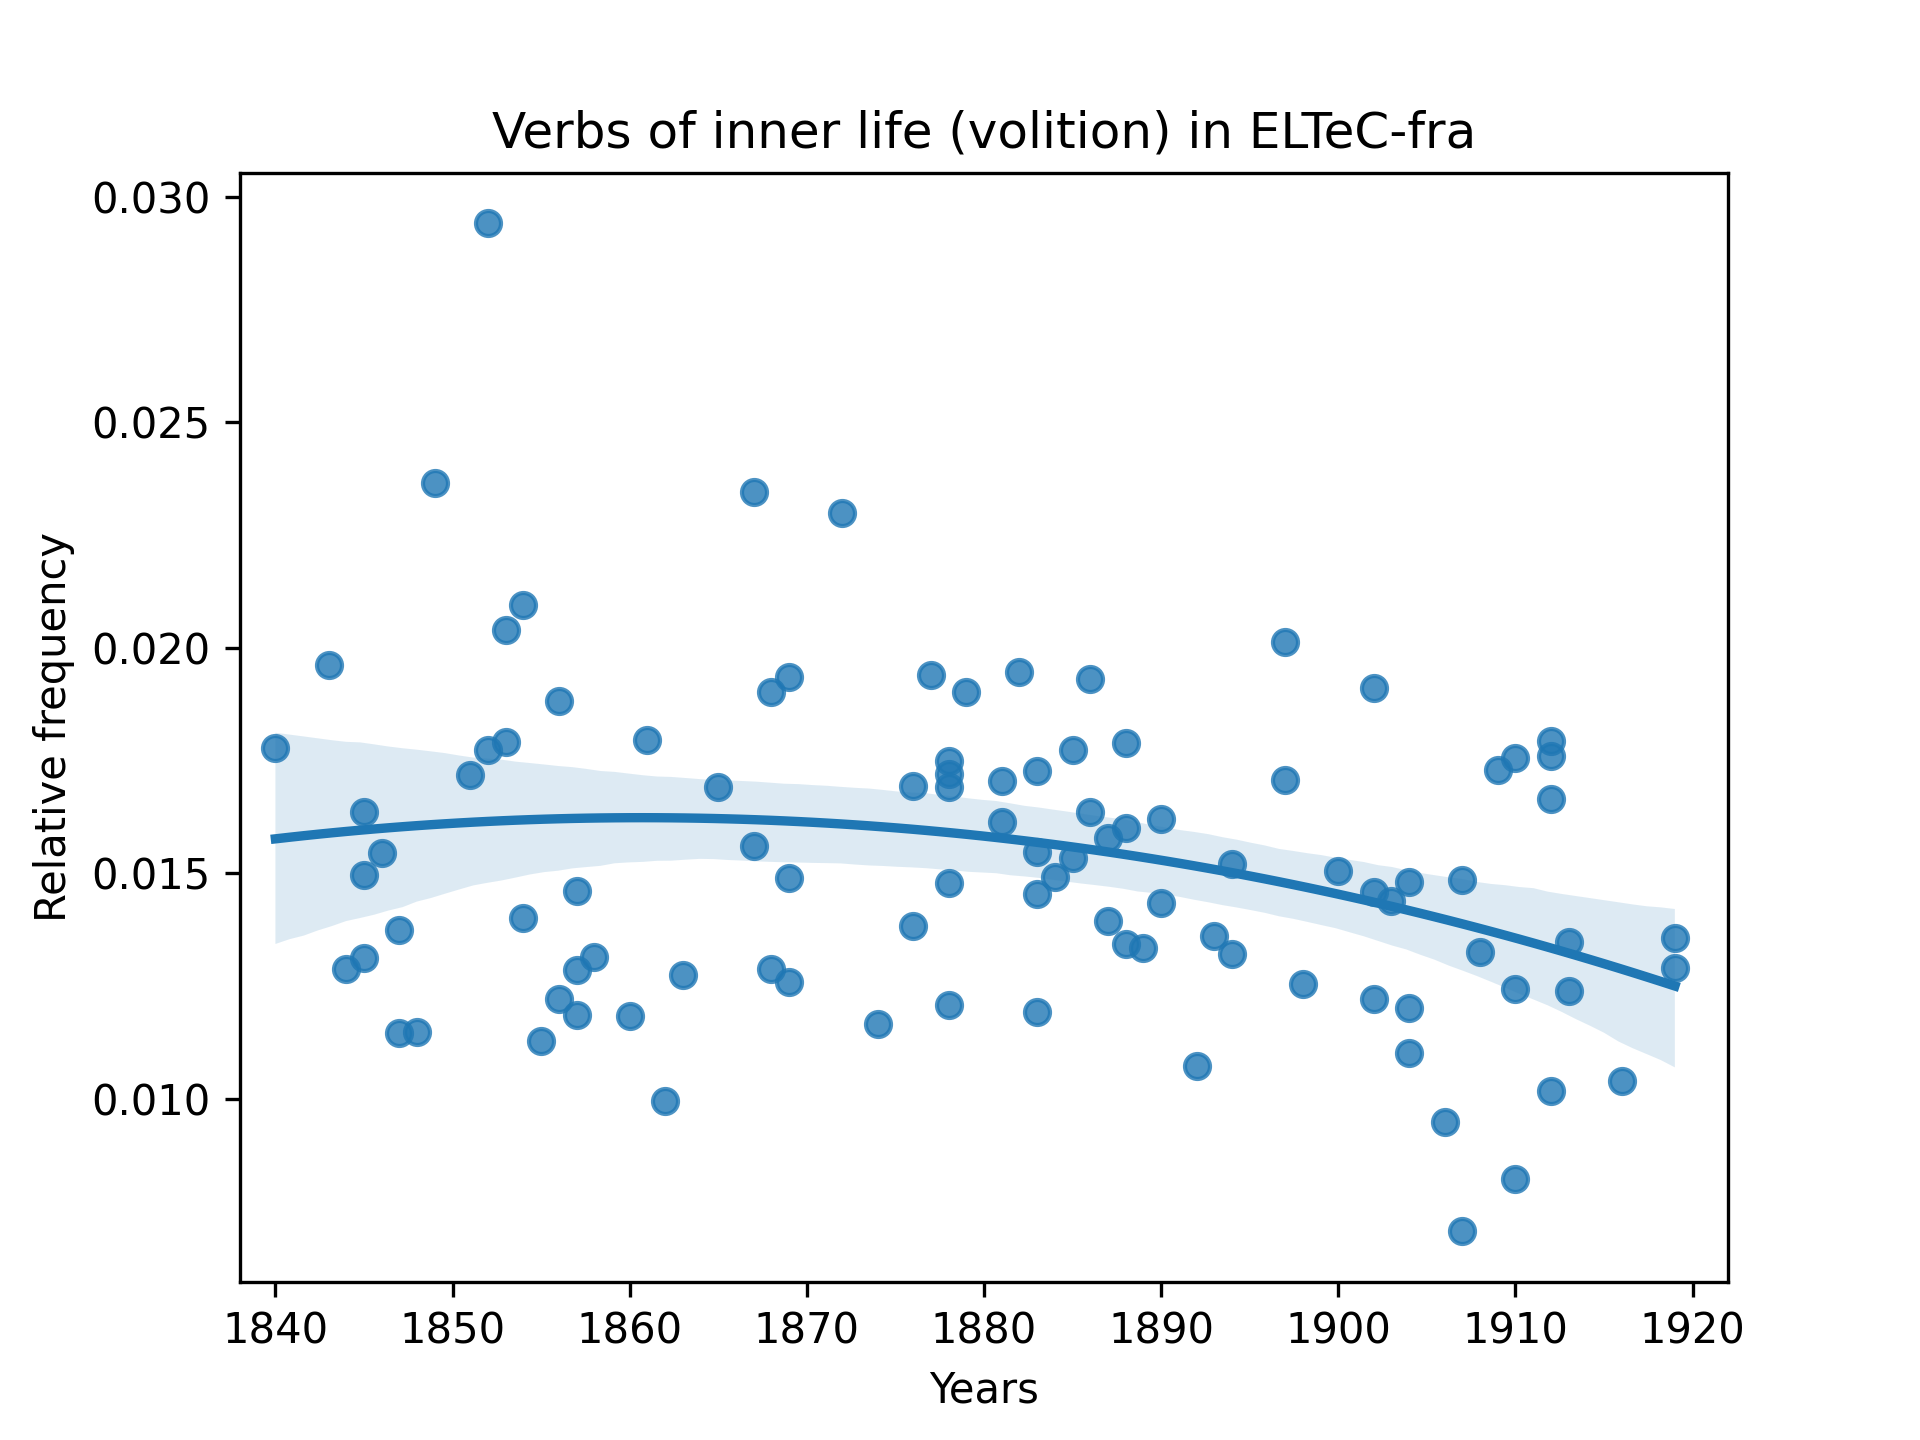 Verbs of inner life (volition) in ELTeC-fra
0.030
0.025
0.020
0.015
0.010
Relative frequency
1840 1850 1860 1870 1880 1890 1900 1910 1920
Years